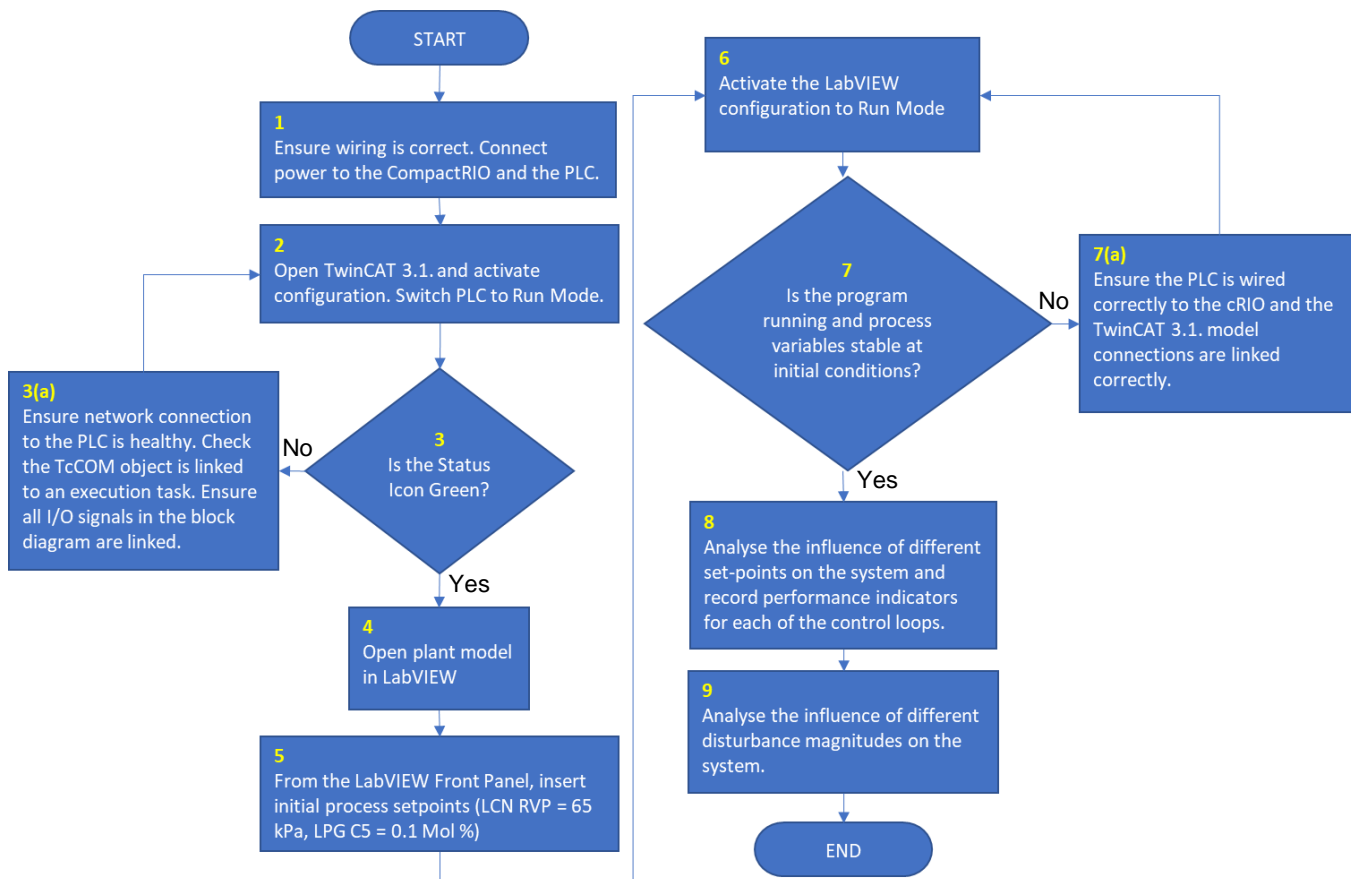 START
1
Ensure wiring is correct. Connect
power to the CompactRIO and the PLC.
2
Open TwinCAT 3.1. and activate
configuration. Switch PLC to Run Mode.
3(a)
Ensure network connection
to the PLC is healthy. Check
the TcCOM object is linked
to an execution task. Ensure
all I/O signals in the block
diagram are linked.
No
3
Is the Status
Icon Green?
Yes
4
Open plant model
in LabVIEW
5
From the LabVIEW Front Panel, insert
initial process setpoints (LCN RVP = 65
kPa, LPG C5 = 0.1 Mol %)
6
Activate the LabVIEW
configuration to Run Mode
7
Is the program
running and process
variables stable at
initial conditions?
No
7(a)
Ensure the PLC is wired
correctly to the cRIO and the
TwinCAT 3.1. model
connections are linked
correctly.
Yes
8
Analyse the influence of different
set-points on the system and
record performance indicators
for each of the control loops.
9
Analyse the influence of different
disturbance magnitudes on the
system.
END